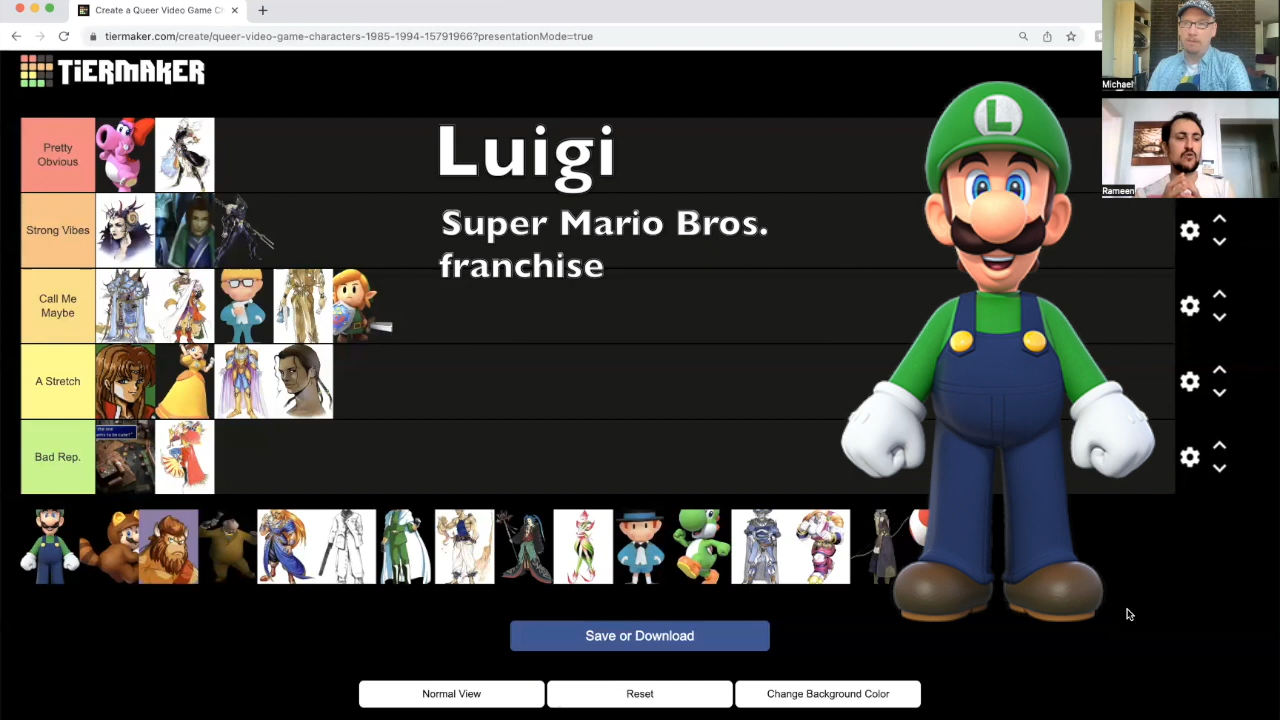 Create a Queer Video Game Ch
tiermaker.com/create/queer-video-game-characters-1985-1994-15791966?presentationMode=true
TiERMAKER
Michael
Rameen
Pretty
Obvious
Luigi
Super Mario Bros.
franchise
L
Strong Vibes
Call Me
Maybe
A Stretch
Bad Rep.
Save or Download
Normal View
Reset
Change Background Color